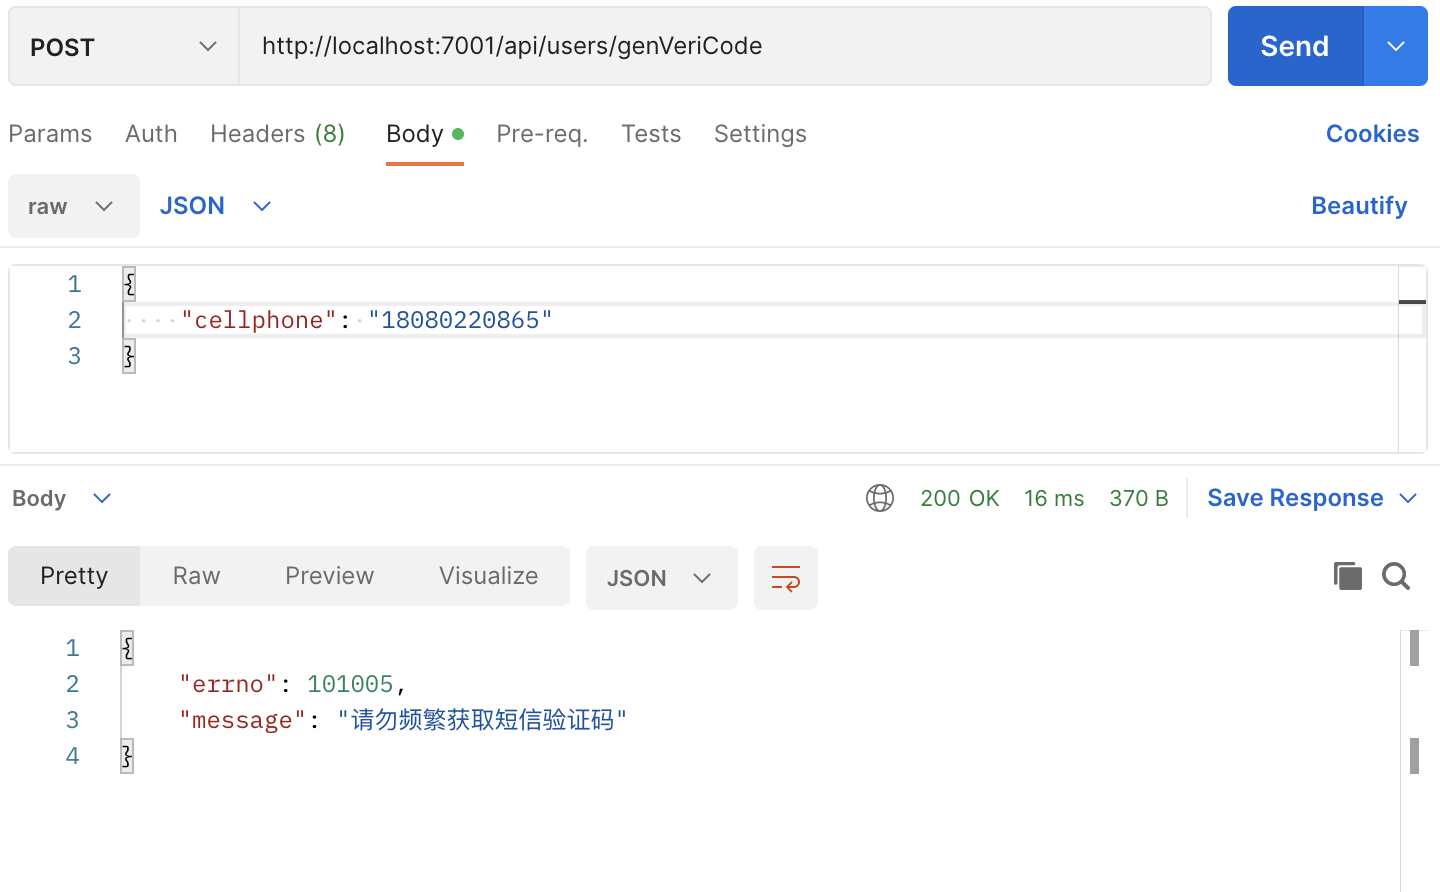 POST http://localhost:7001/api/users/genVeriCode Send
Params Auth Headers (8) Body Pre-req. Tests Settings Cookies
raw JSON Beautify
1 {
2 "cellphone": "18080220865"
3 }
Body 200 OK 16 ms 370 B Save Response
Pretty Raw Preview Visualize JSON
1 {
2 "errno": 101005,
3 "message": "请勿频繁获取短信验证码"
4 }